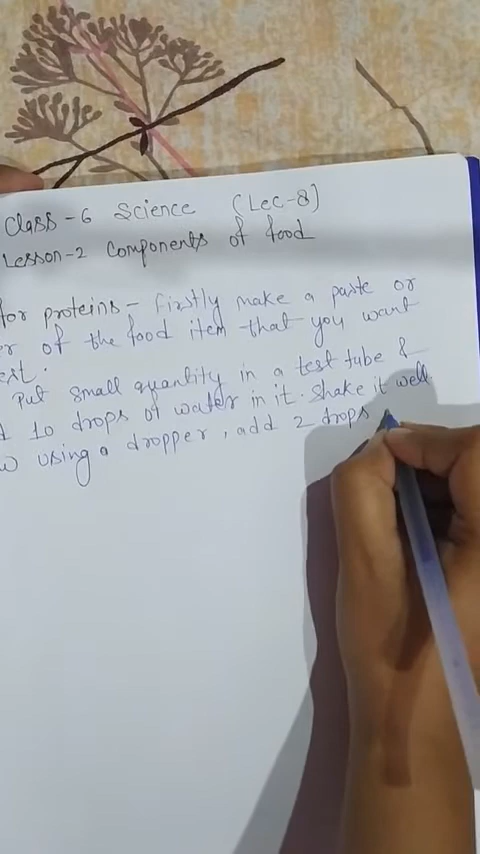 Class - 6 Science (Lec-8)
Lesson-2 Components of food
for proteins - Firstly make a paste or
of the food item that you want
Put small quantity in a test tube &
10 drops of water in it. Shake it well.
using a dropper, add 2 drops